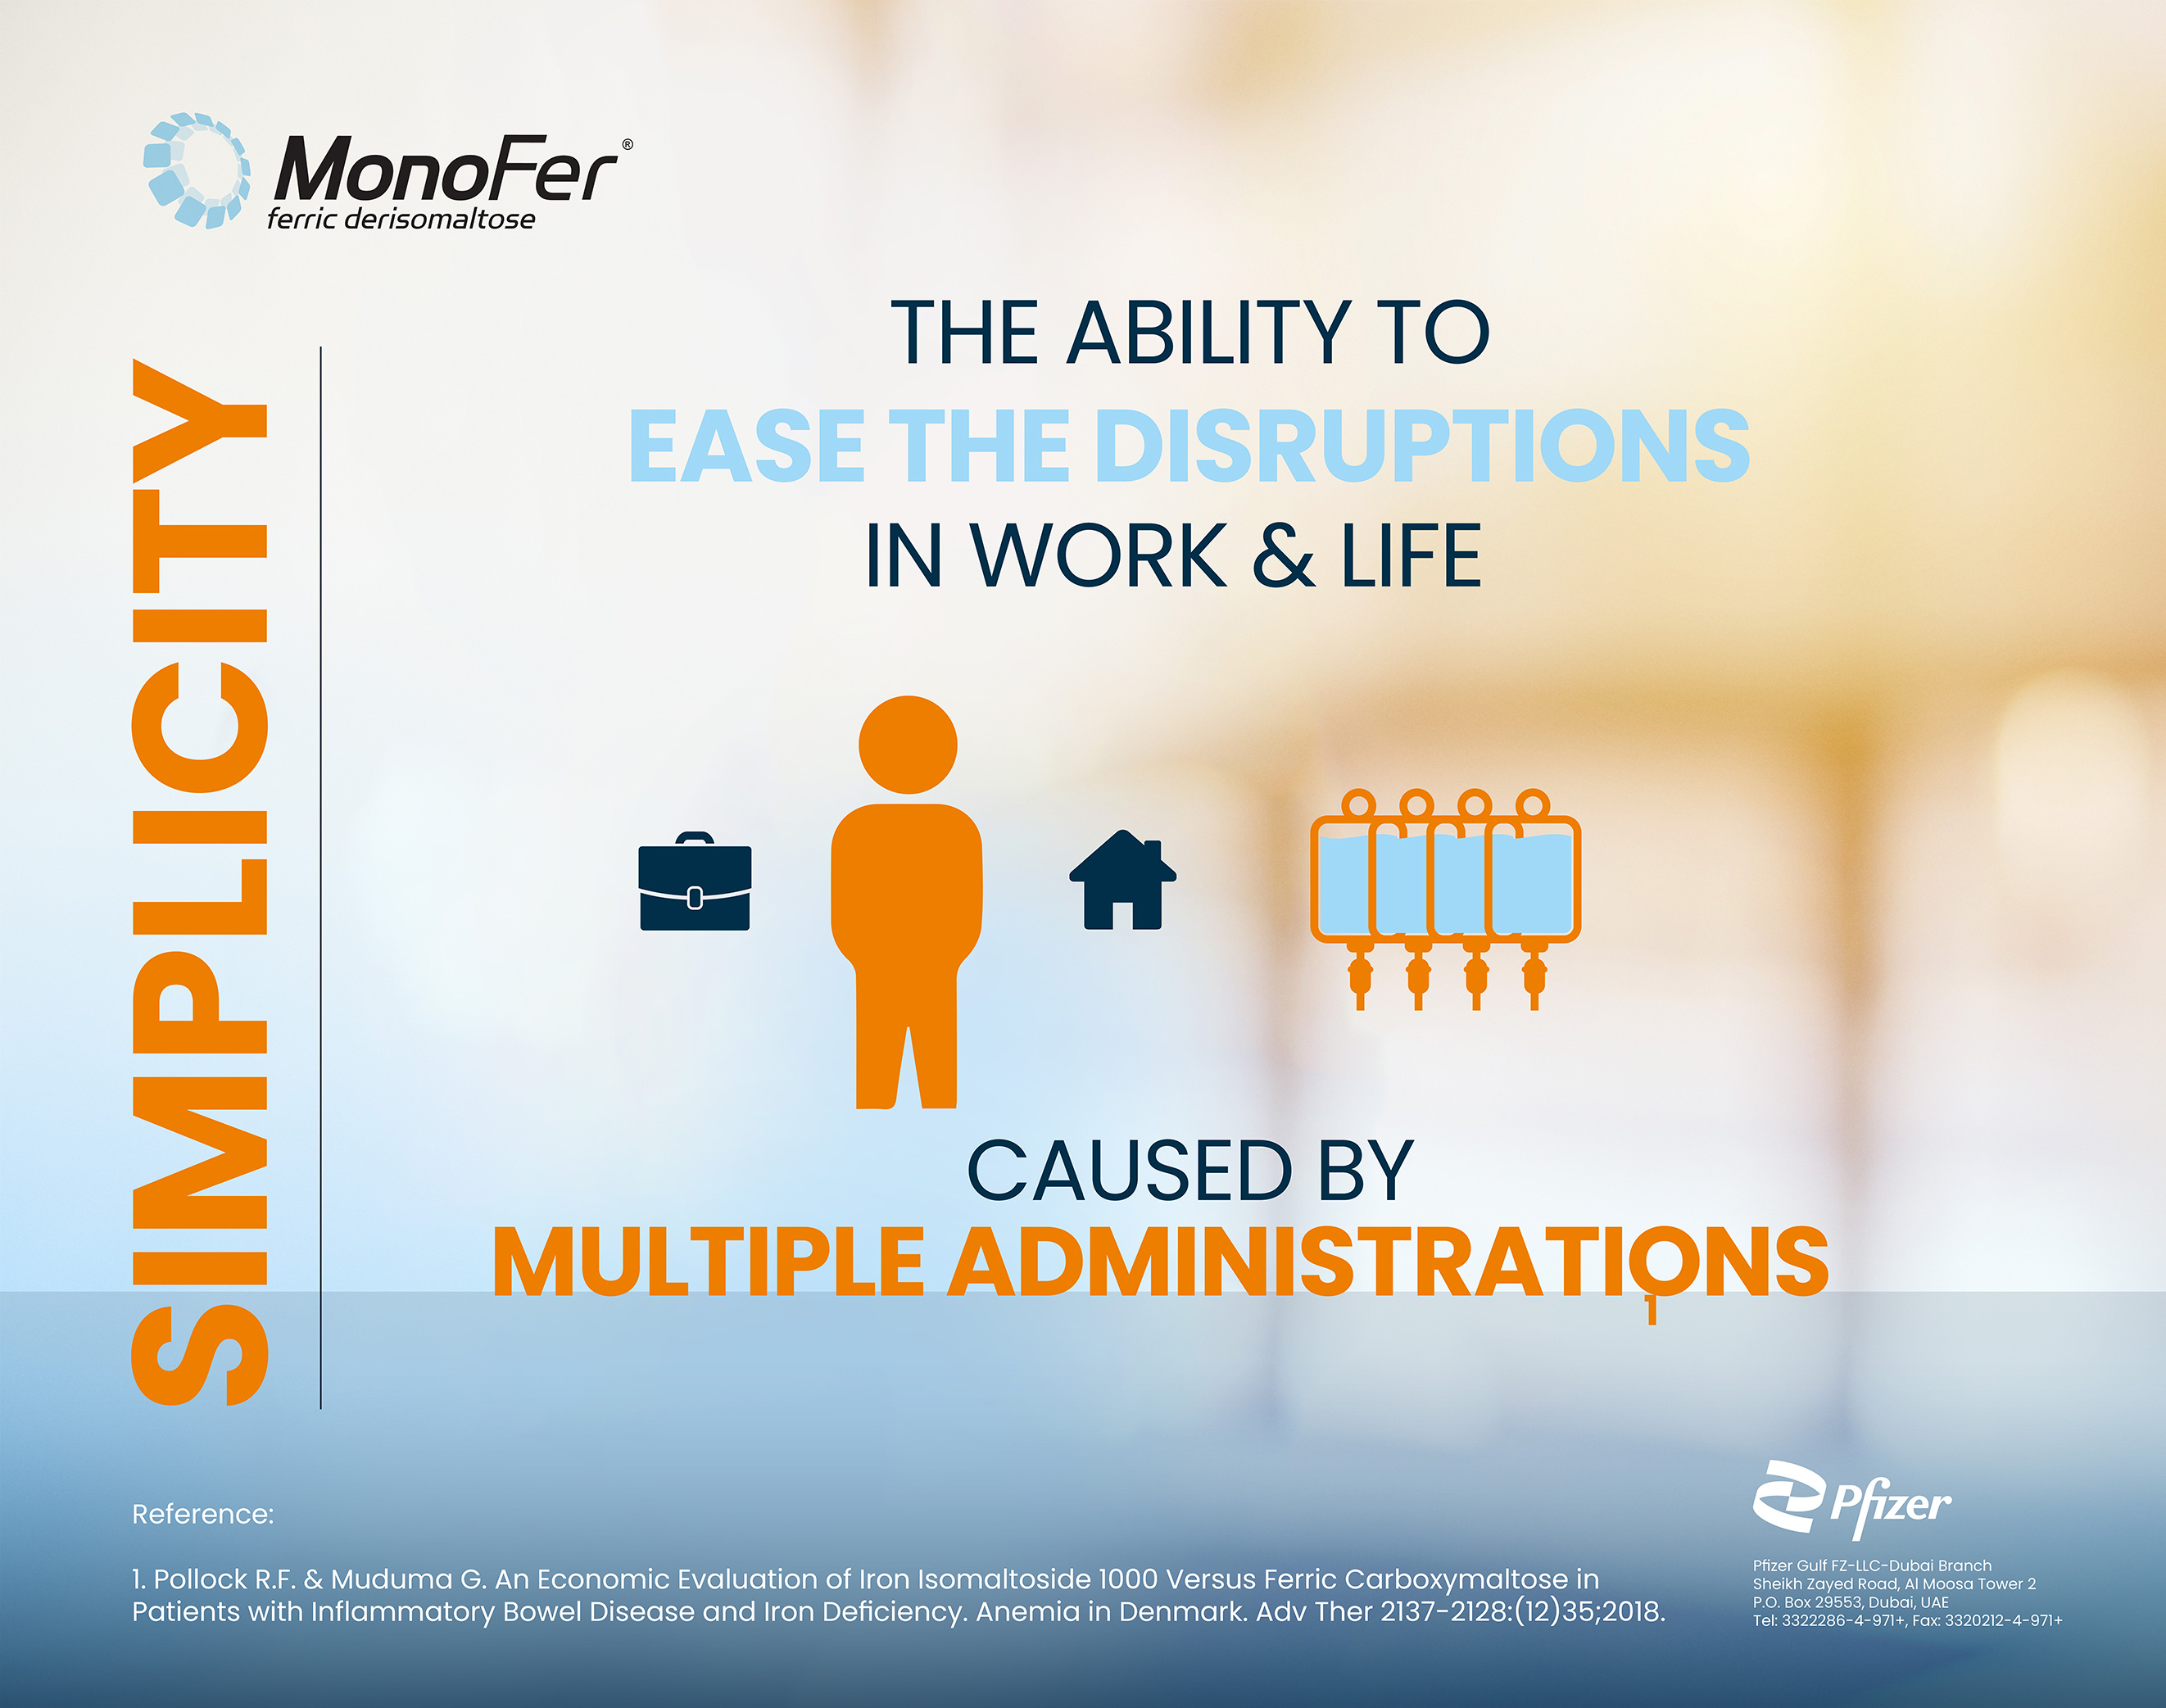 MonoFer®
ferric derisomaltose
SIMPLICITY
THE ABILITY TO
EASE THE DISRUPTIONS
IN WORK & LIFE
CAUSED BY
MULTIPLE ADMINISTRATIONS
1
Reference:
1. Pollock R.F. & Muduma G. An Economic Evaluation of Iron Isomaltoside 1000 Versus Ferric Carboxymaltose in
Patients with Inflammatory Bowel Disease and Iron Deficiency. Anemia in Denmark. Adv Ther 2137-2128:(12)35;2018.
Pfizer
Pfizer Gulf FZ-LLC-Dubai Branch
Sheikh Zayed Road, Al Moosa Tower 2
P.O. Box 29553, Dubai, UAE
Tel: 3322286-4-971+, Fax: 3320212-4-971+